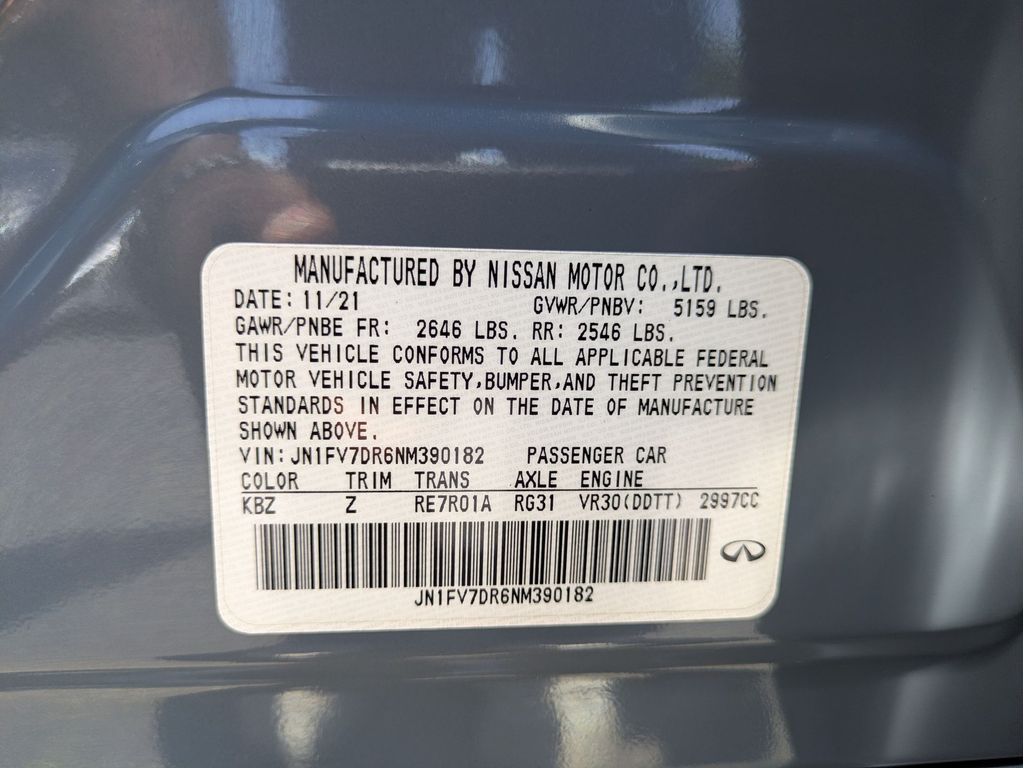 MANUFACTURED BY NISSAN MOTOR CO.,LTD.
DATE: 11/21 GVWR/PNBV: 5159 LBS.
GAWR/PNBE FR: 2646 LBS. RR: 2546 LBS.
THIS VEHICLE CONFORMS TO ALL APPLICABLE FEDERAL
MOTOR VEHICLE SAFETY,BUMPER,AND THEFT PREVENTION
STANDARDS IN EFFECT ON THE DATE OF MANUFACTURE
SHOWN ABOVE.
VIN:JN1FV7DR6NM390182 PASSENGER CAR
COLOR TRIM TRANS AXLE ENGINE
KBZ Z RE7R01A RG31 VR30(DDTT) 2997CC
JN1FV7DR6NM390182